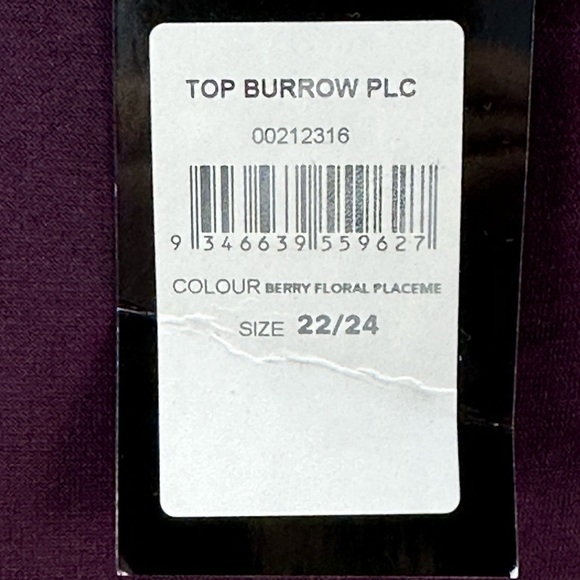 TOP BURROW PLC
00212316
9 346639 559627
COLOUR BERRY FLORAL PLACEME
SIZE 22/24